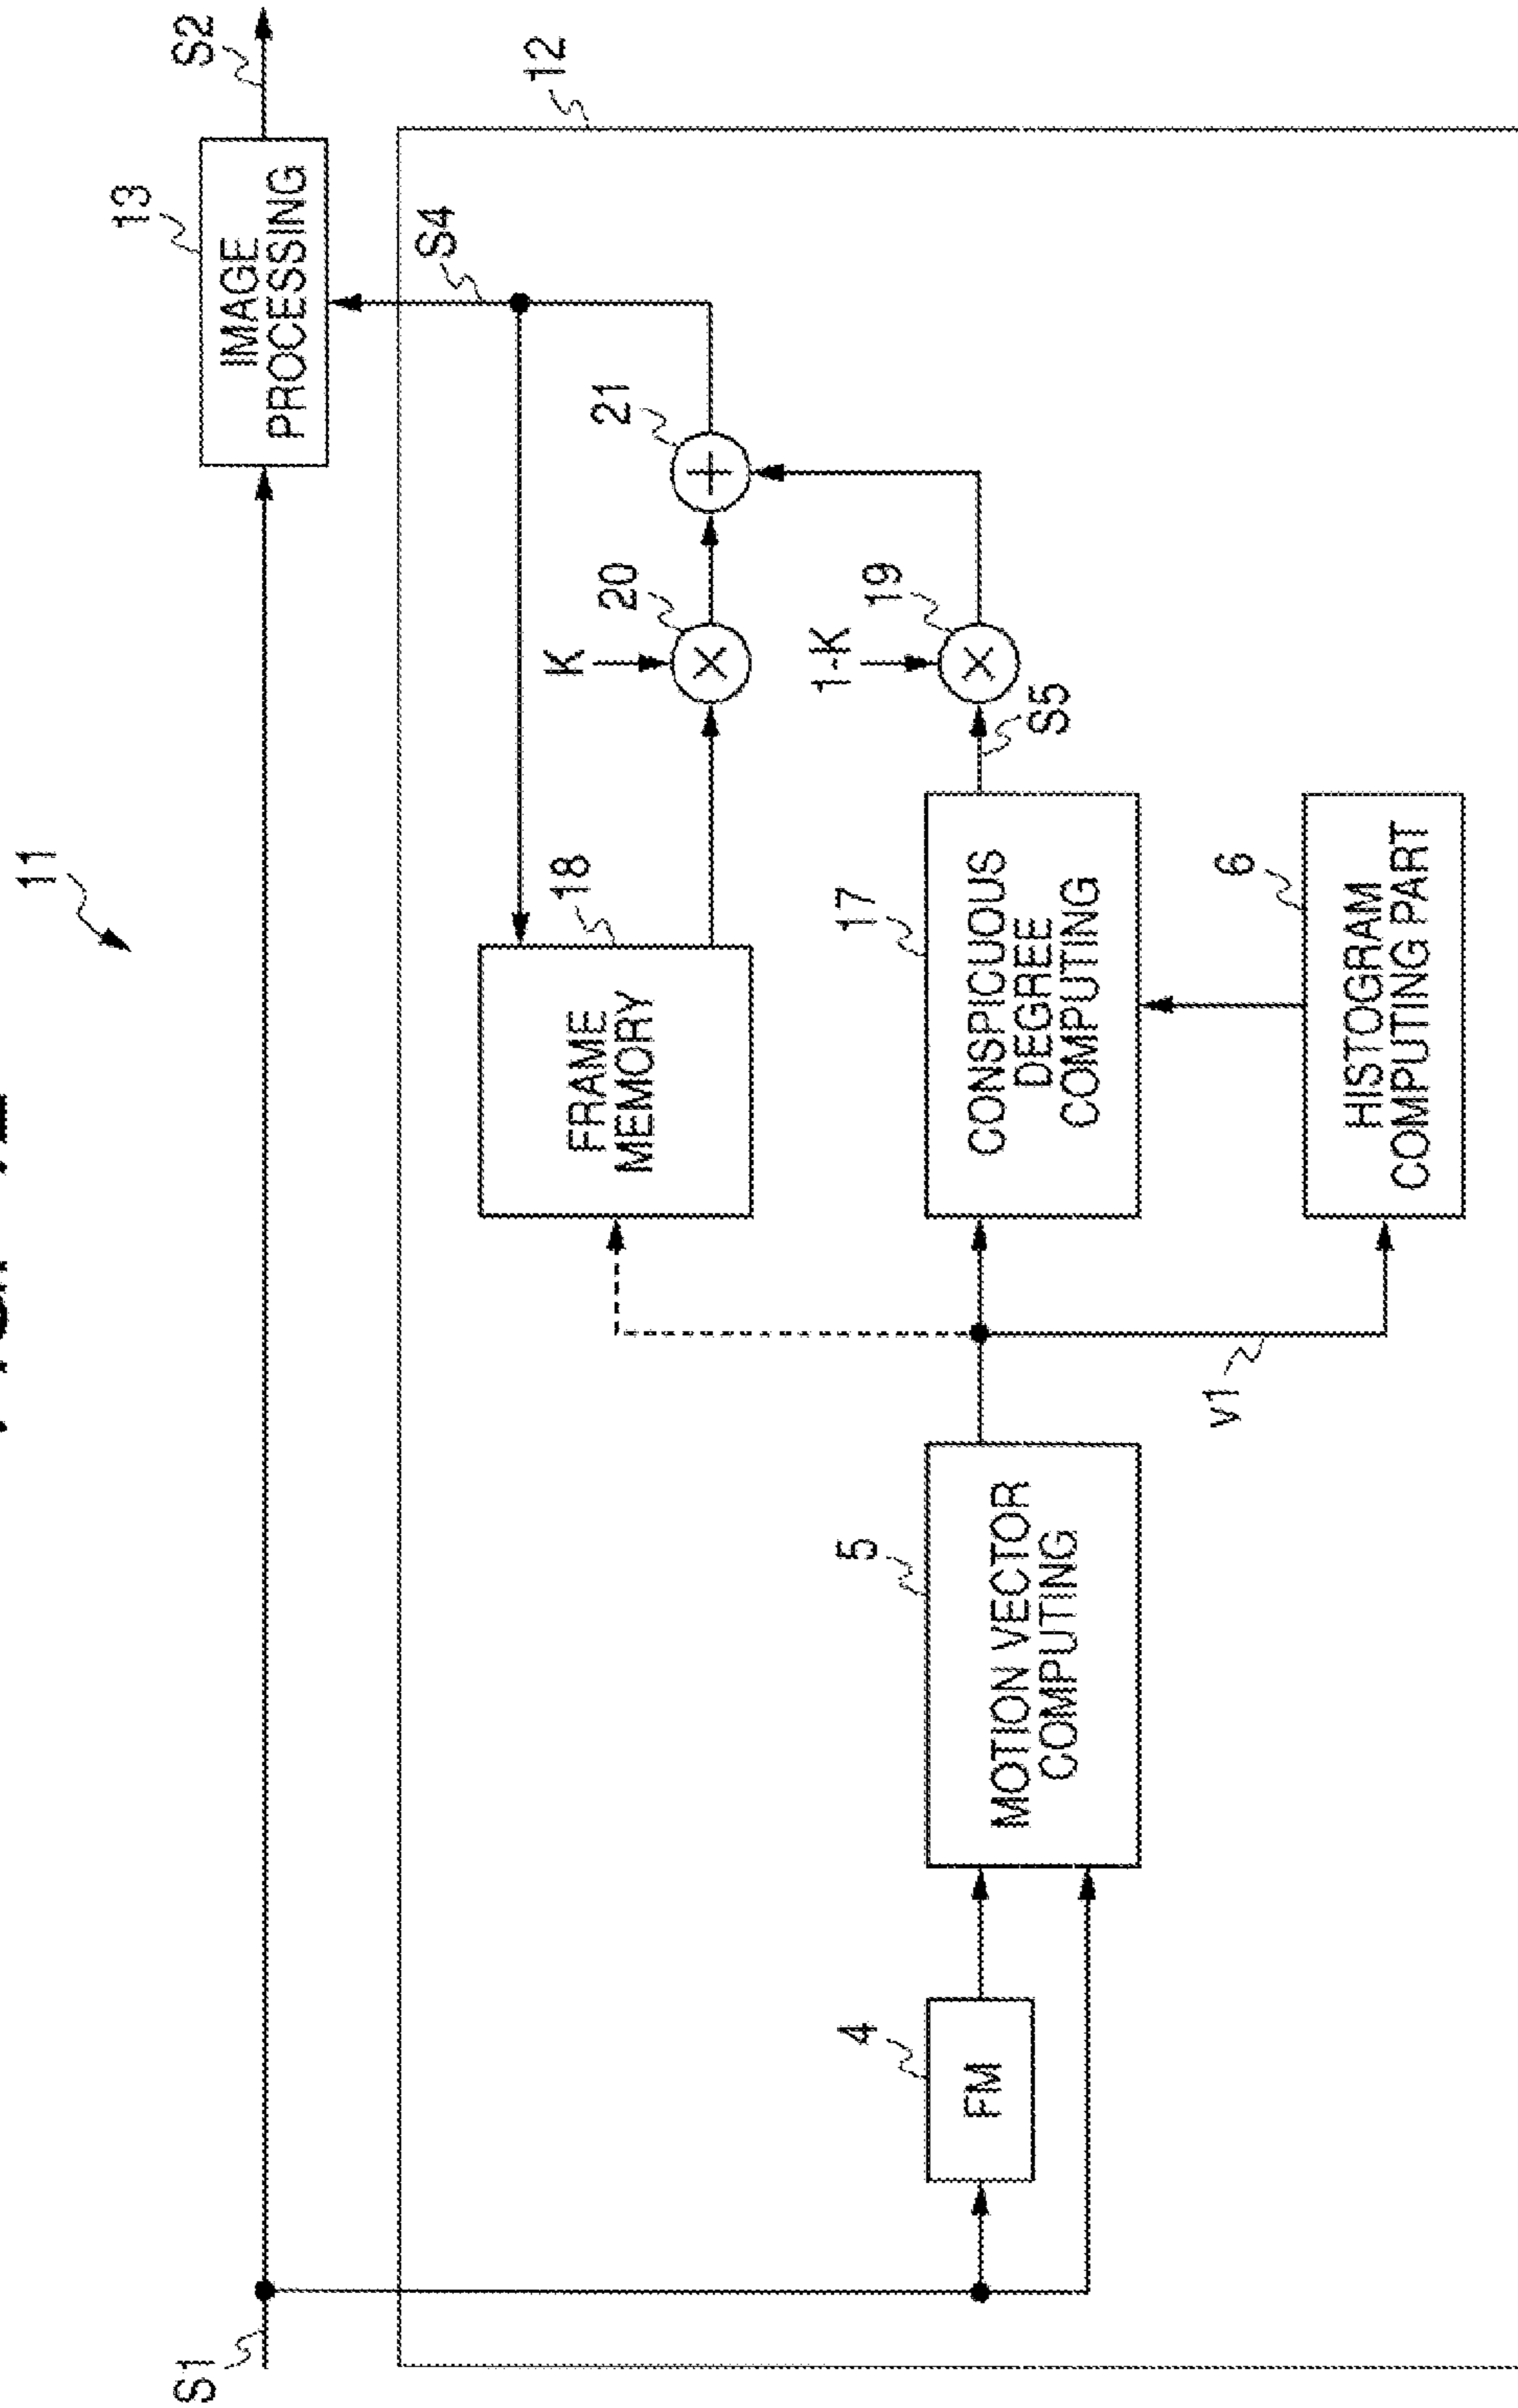 11
S1
13
IMAGE
PROCESSING
S2
S4
12
18
FRAME
MEMORY
K
20
21
4
FM
5
MOTION VECTOR
COMPUTING
17
CONSPICUOUS
DEGREE
COMPUTING
1-K
19
S5
v1
6
HISTOGRAM
COMPUTING PART